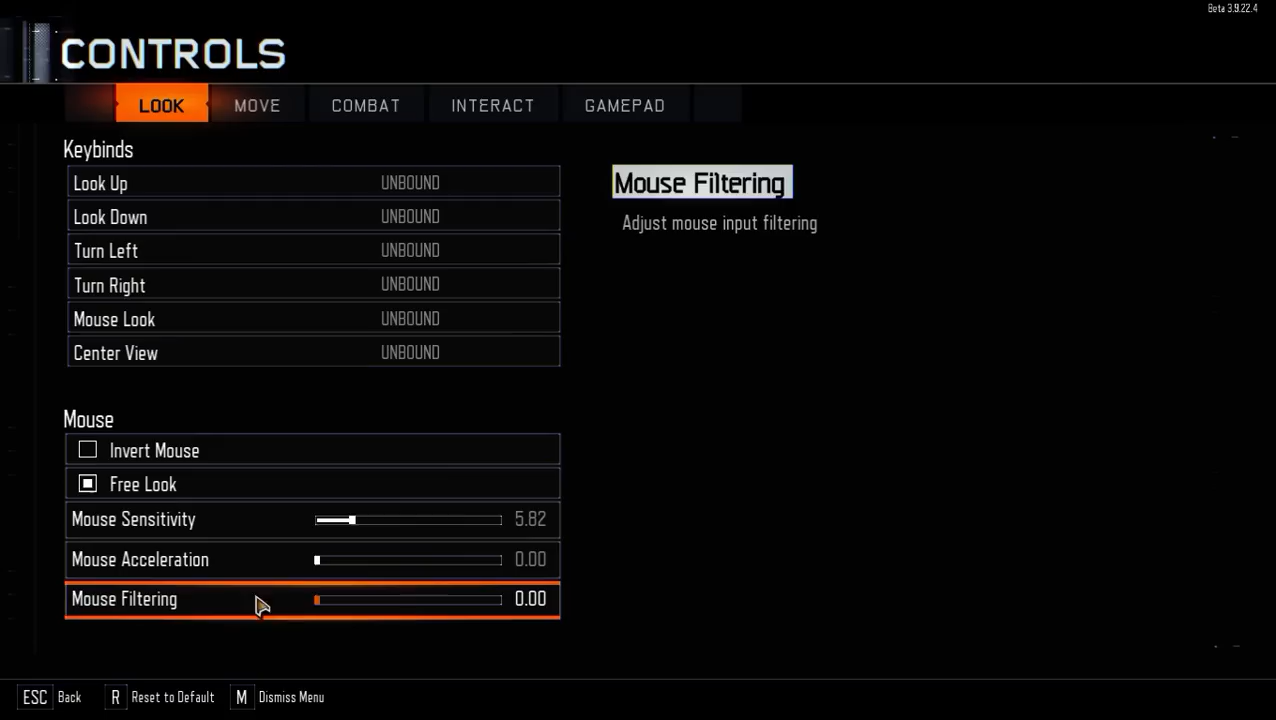 Beta 3.9.22.4
CONTROLS
LOOK MOVE COMBAT INTERACT GAMEPAD
Keybinds
Look Up UNBOUND
Look Down UNBOUND
Turn Left UNBOUND
Turn Right UNBOUND
Mouse Look UNBOUND
Center View UNBOUND
Mouse
Invert Mouse
Free Look
Mouse Sensitivity 5.82
Mouse Acceleration 0.00
Mouse Filtering 0.00
Mouse Filtering
Adjust mouse input filtering
ESC Back R Reset to Default M Dismiss Menu